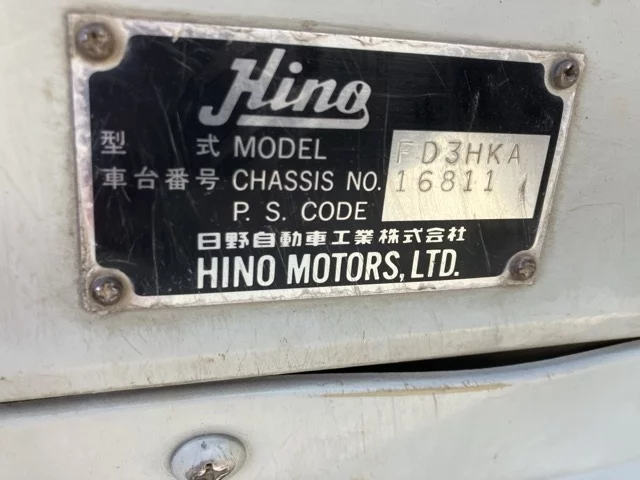 Hino
型式 MODEL FD3HKA
車台番号 CHASSIS NO. 16811
P. S. CODE
日野自動車工業株式会社
HINO MOTORS, LTD.